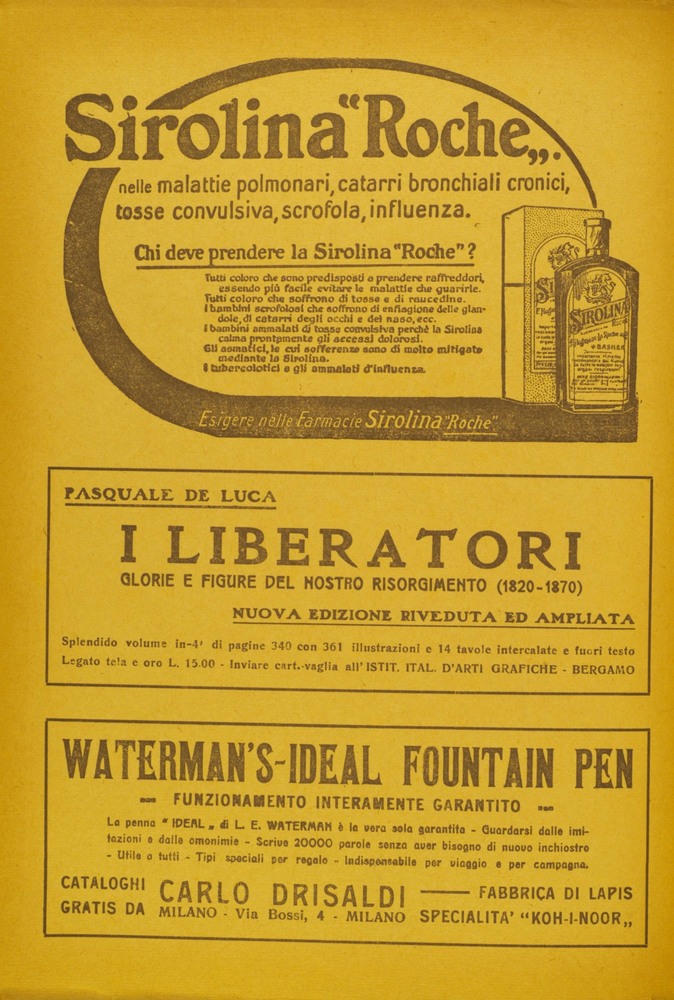 Sirolina “Roche„.
nelle malattie polmonari, catarri bronchiali cronici,
tosse convulsiva, scrofola, influenza.
Chi deve prendere la Sirolina "Roche"?
Tutti coloro che sono predisposti a prendere raffreddori,
essendo più facile evitare le malattie che guarirle.
Tutti coloro che soffrono di tosse e di raucedine.
I bambini scrofolosi che soffrono di enfiagione delle glan-
dole, di catarri degli occhi e del naso, ecc.
I bambini ammalati di tosse convulsiva perchè la Sirolina
calma prontamente gli accessi dolorosi.
Gli asmatici, le cui sofferenze sono di molto mitigate
mediante la Sirolina.
I tubercolotici e gli ammalati d'influenza.
SIROLINA
+ BASILEA
Esigere nelle Farmacie Sirolina "Roche"
PASQUALE DE LUCA
I LIBERATORI
GLORIE E FIGURE DEL NOSTRO RISORGIMENTO (1820-1870)
NUOVA EDIZIONE RIVEDUTA ED AMPLIATA
Splendido volume in-4° di pagine 340 con 361 illustrazioni e 14 tavole intercalate e fuori testo
Legato tela e oro L. 15.00 - Inviare cart.-vaglia all' ISTIT. ITAL. D'ARTI GRAFICHE - BERGAMO
WATERMAN'S-IDEAL FOUNTAIN PEN
FUNZIONAMENTO INTERAMENTE GARANTITO
La penna “ IDEAL „ di L. E. WATERMAN è la vera sola garantita - Guardarsi dalle imi-
tazioni e dalle omonimie - Scrive 20000 parole senza aver bisogno di nuovo inchiostro
- Utile a tutti - Tipi speciali per regalo - Indispensabile per viaggio e per campagna.
CATALOGHI
GRATIS DA
CARLO DRISALDI
MILANO - Via Bossi, 4 - MILANO
FABBRICA DI LAPIS
SPECIALITA' “KOH-I-NOOR„